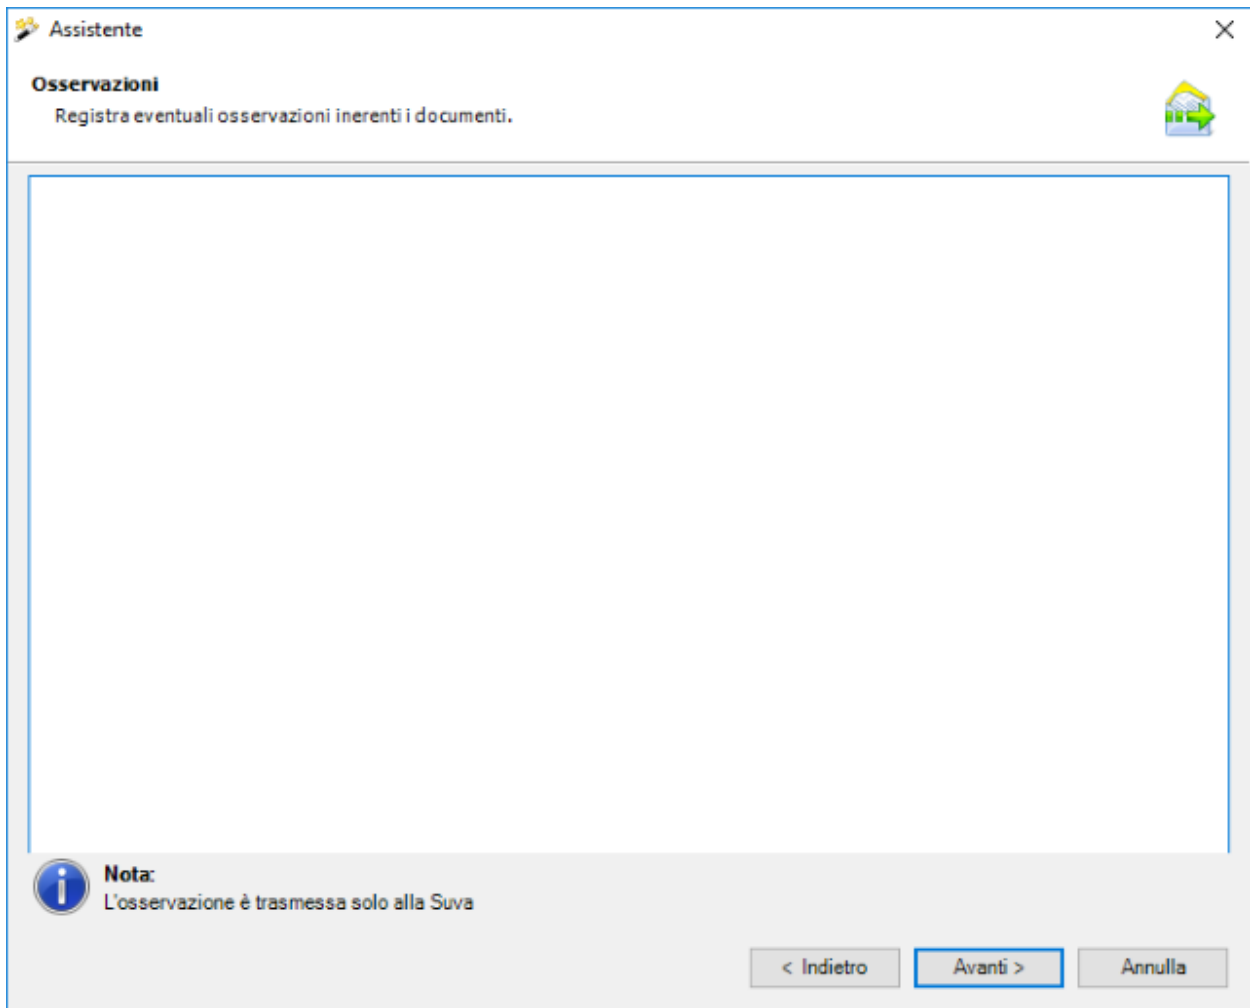 Assistente
Osservazioni
Registra eventuali osservazioni inerenti i documenti.
Nota:
L'osservazione è trasmessa solo alla Suva
< Indietro
Avanti >
Annulla